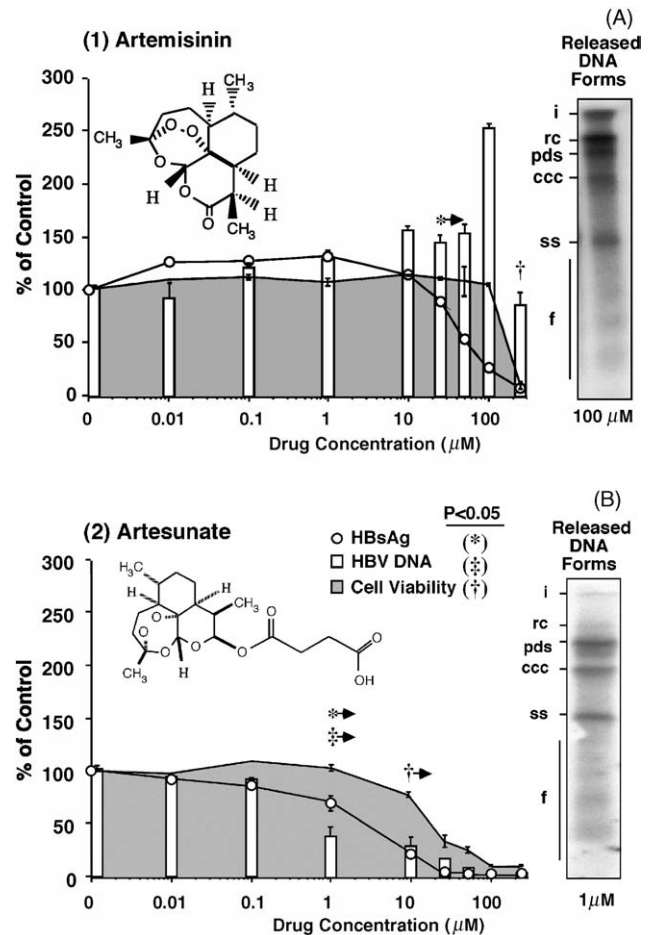 (A)
(1) Artemisinin
Released
DNA
Forms
300
250
200
150
100
50
0
% of Control
CH₃
H
CH₃
O
O
O
O
H
H
O
CH₃
H
*
†
0
0.01
0.1
1
10
100
Drug Concentration (μM)
i
rc
pds
ccc
ss
f
100 μM
(B)
(2) Artesunate
Released
DNA
Forms
P<0.05
HBsAg (*)
HBV DNA (‡)
Cell Viability (†)
300
250
200
150
100
50
0
% of Control
CH₃
H
H
CH₃
O
O
O
O
O
O
O
OH
CH₃
H
*
‡
†
0
0.01
0.1
1
10
100
Drug Concentration (μM)
i
rc
pds
ccc
ss
f
1μM